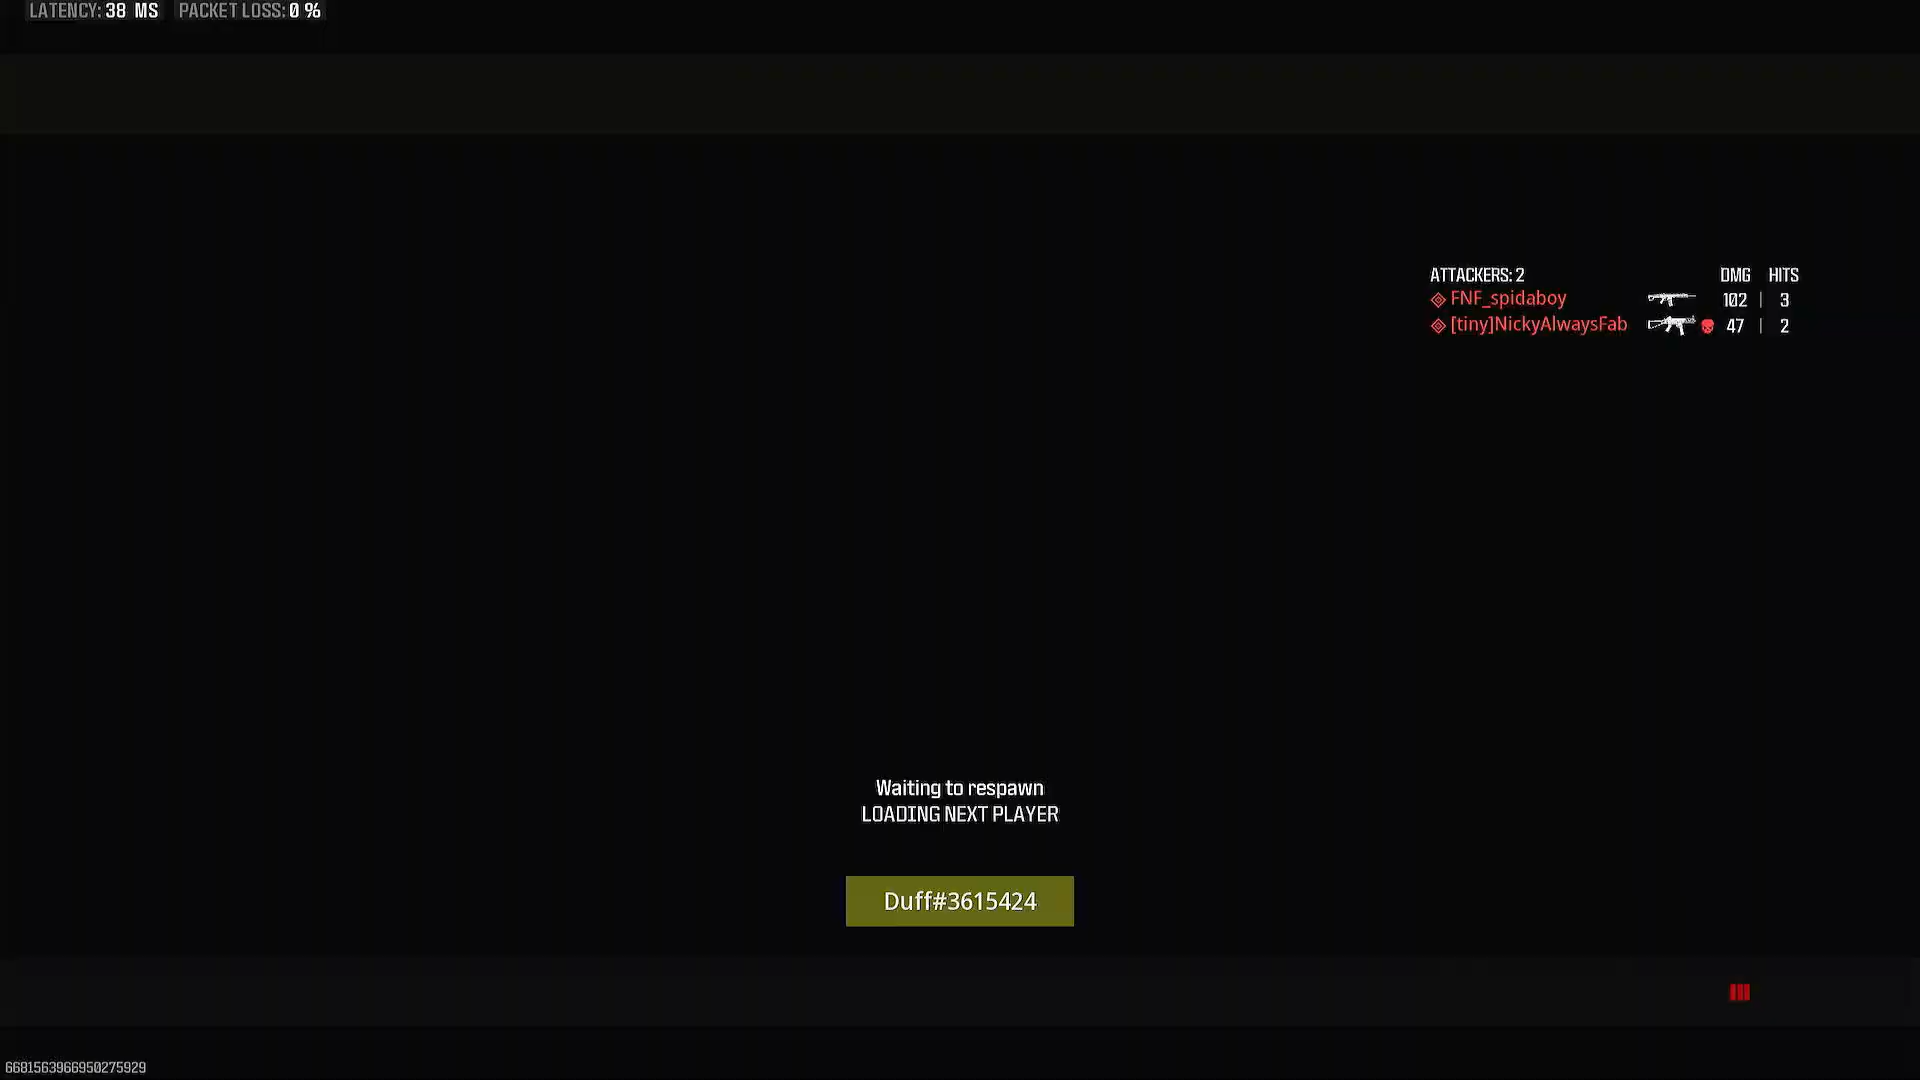 LATENCY: 38 MS PACKET LOSS: 0 %
ATTACKERS: 2 DMG HITS
FNF_spidaboy 102 | 3
[tiny]NickyAlwaysFab 47 | 2
Waiting to respawn
LOADING NEXT PLAYER
Duff#3615424
6681563966950275929